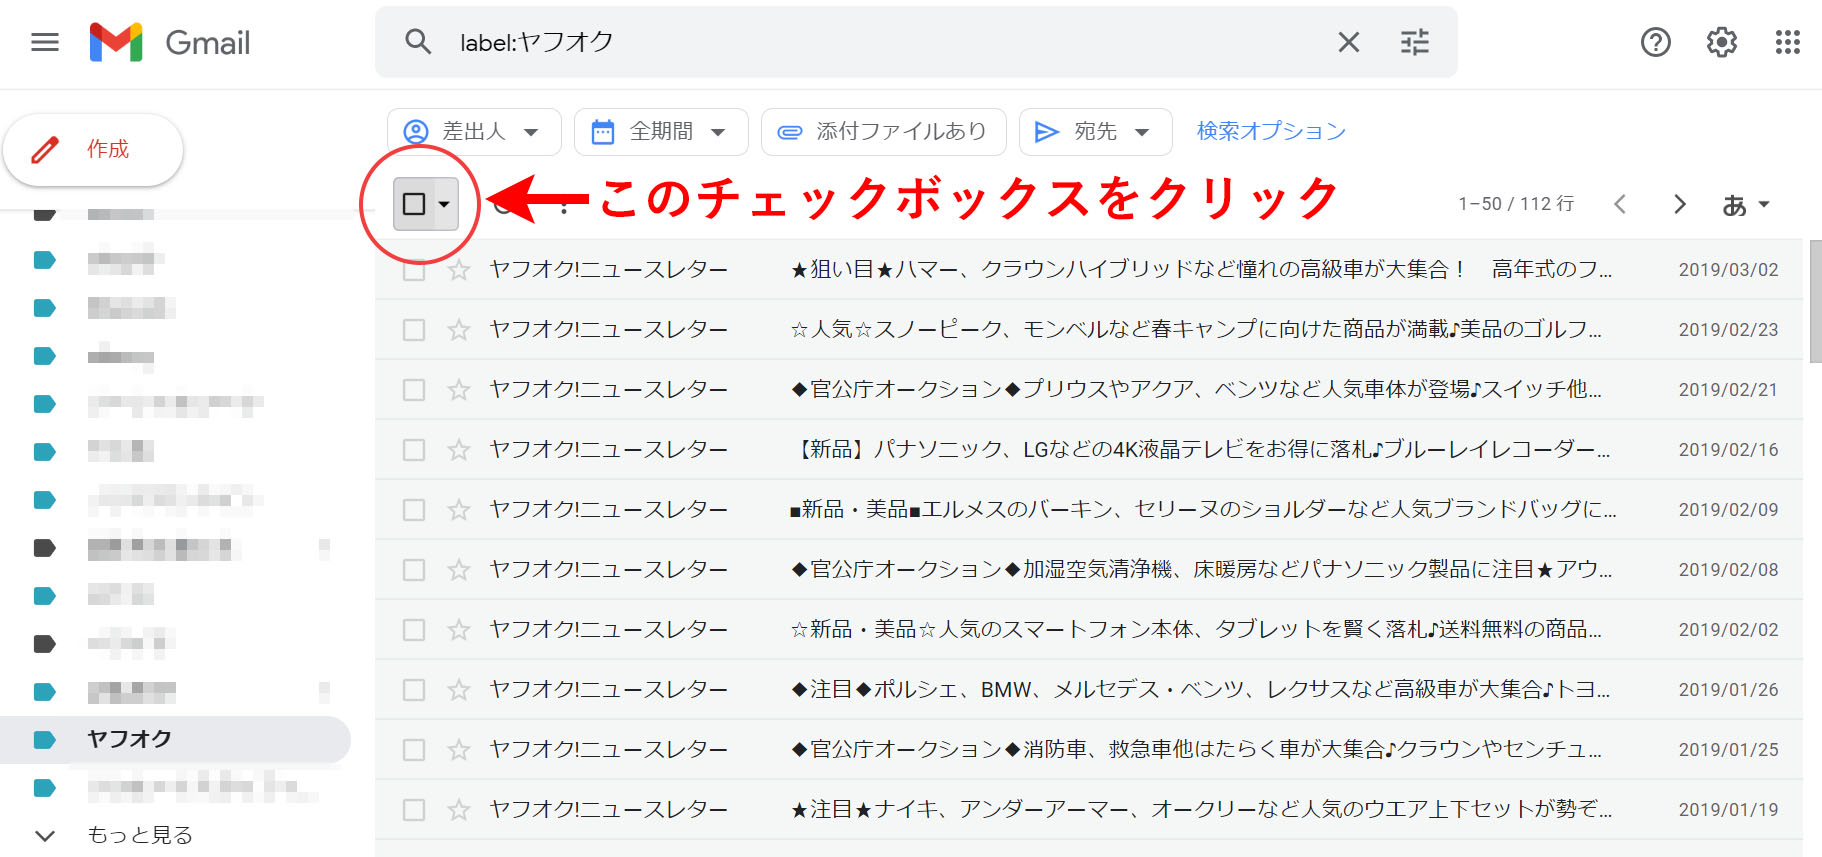 Gmail
label:ヤフオク
作成
差出人
全期間
添付ファイルあり
宛先
検索オプション
このチェックボックスをクリック
1–50 / 112 行
あ
ヤフオク!ニュースレター ★狙い目★ハマー、クラウンハイブリッドなど憧れの高級車が大集合！　高年式のフ... 2019/03/02
ヤフオク!ニュースレター ☆人気☆スノーピーク、モンベルなど春キャンプに向けた商品が満載♪美品のゴルフ... 2019/02/23
ヤフオク!ニュースレター ◆官公庁オークション◆プリウスやアクア、ベンツなど人気車体が登場♪スイッチ他... 2019/02/21
ヤフオク!ニュースレター 【新品】パナソニック、LGなどの4K液晶テレビをお得に落札♪ブルーレイレコーダー... 2019/02/16
ヤフオク!ニュースレター ■新品・美品■エルメスのバーキン、セリーヌのショルダーなど人気ブランドバッグに... 2019/02/09
ヤフオク!ニュースレター ◆官公庁オークション◆加湿空気清浄機、床暖房などパナソニック製品に注目★アウ... 2019/02/08
ヤフオク!ニュースレター ☆新品・美品☆人気のスマートフォン本体、タブレットを賢く落札♪送料無料の商品... 2019/02/02
ヤフオク!ニュースレター ◆注目◆ポルシェ、BMW、メルセデス・ベンツ、レクサスなど高級車が大集合♪トヨ... 2019/01/26
ヤフオク!ニュースレター ◆官公庁オークション◆消防車、救急車他はたらく車が大集合♪クラウンやセンチュ... 2019/01/25
ヤフオク!ニュースレター ★注目★ナイキ、アンダーアーマー、オークリーなど人気のウエア上下セットが勢ぞ... 2019/01/19
ヤフオク
もっと見る